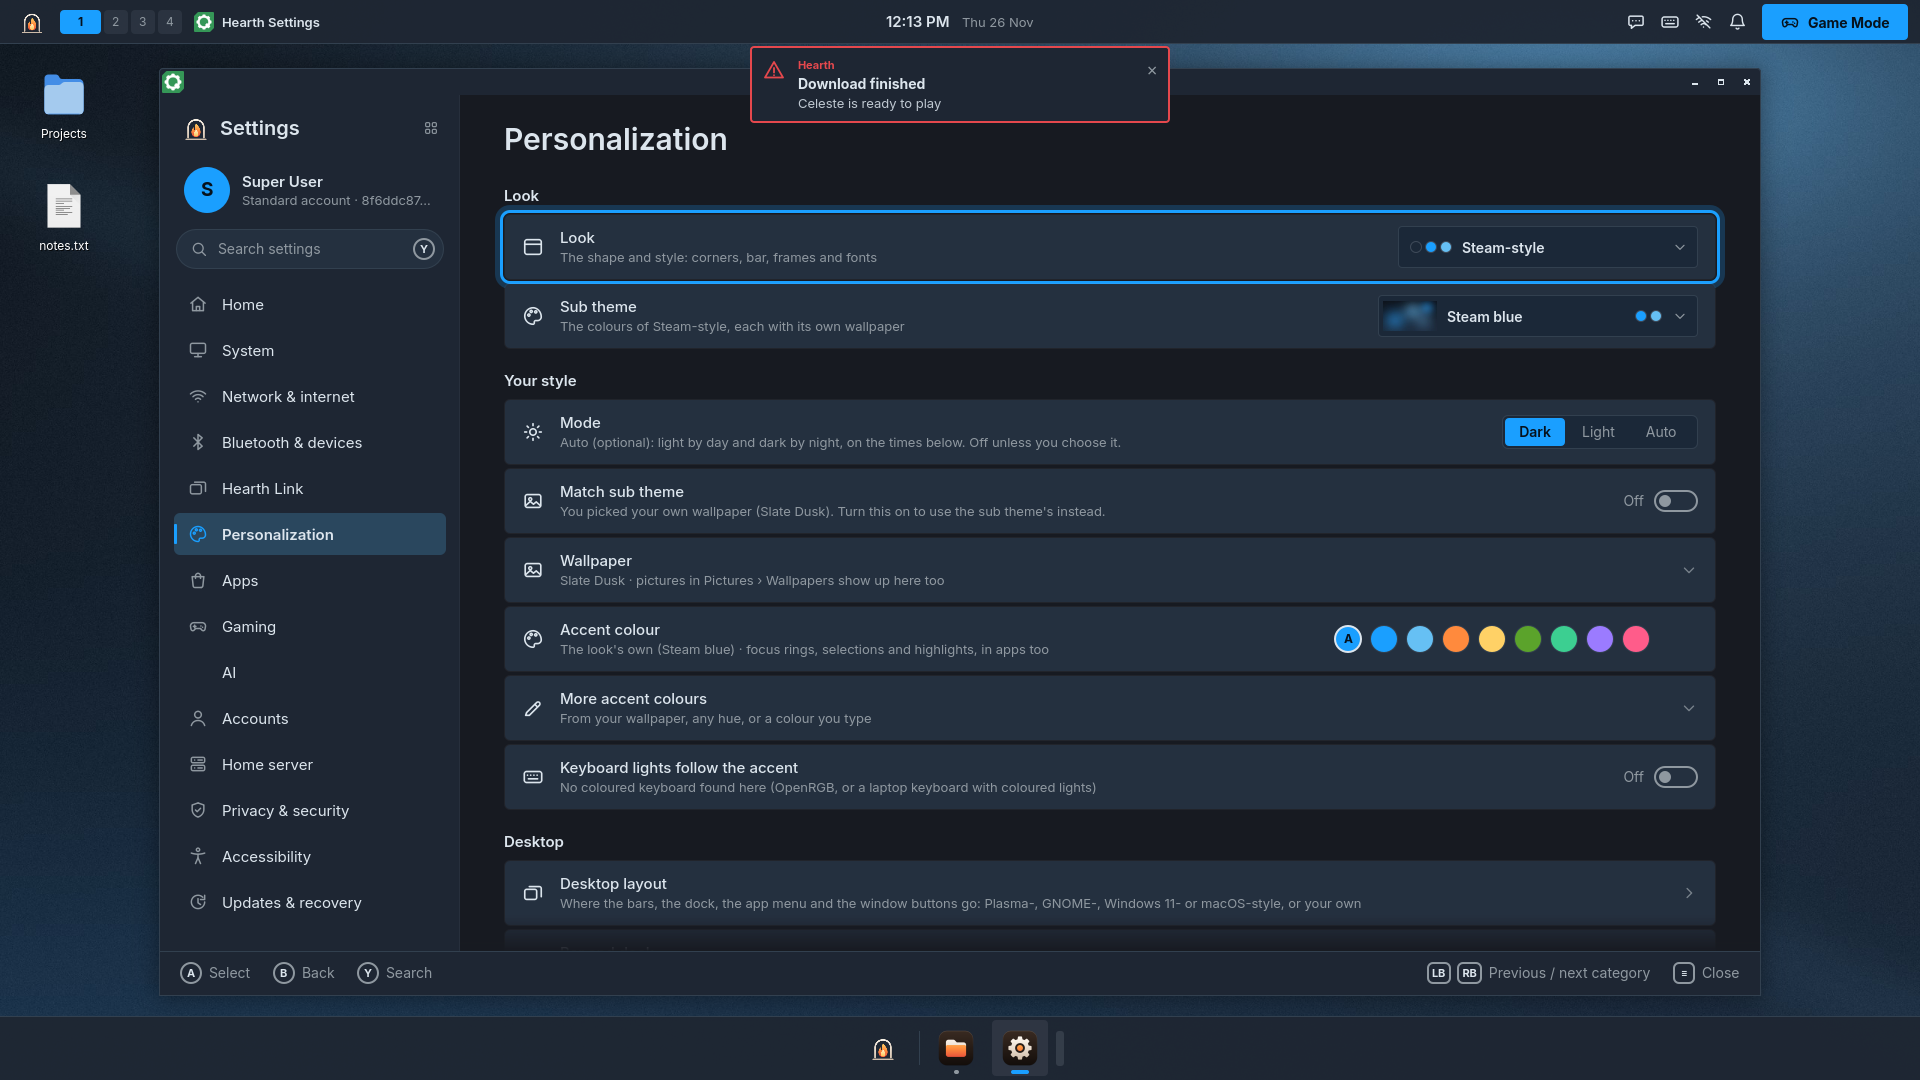 1 2 3 4 Hearth Settings
12:13 PM Thu 26 Nov
Game Mode
Hearth
Download finished
Celeste is ready to play
Projects
notes.txt
Settings
S
Super User
Standard account · 8f6ddc87...
Search settings Y
Home
System
Network & internet
Bluetooth & devices
Hearth Link
Personalization
Apps
Gaming
AI
Accounts
Home server
Privacy & security
Accessibility
Updates & recovery
Personalization
Look
Look
The shape and style: corners, bar, frames and fonts
Steam-style
Sub theme
The colours of Steam-style, each with its own wallpaper
Steam blue
Your style
Mode
Auto (optional): light by day and dark by night, on the times below. Off unless you choose it.
Dark Light Auto
Match sub theme
You picked your own wallpaper (Slate Dusk). Turn this on to use the sub theme's instead.
Off
Wallpaper
Slate Dusk · pictures in Pictures › Wallpapers show up here too
Accent colour
The look's own (Steam blue) · focus rings, selections and highlights, in apps too
A
More accent colours
From your wallpaper, any hue, or a colour you type
Keyboard lights follow the accent
No coloured keyboard found here (OpenRGB, or a laptop keyboard with coloured lights)
Off
Desktop
Desktop layout
Where the bars, the dock, the app menu and the window buttons go: Plasma-, GNOME-, Windows 11- or macOS-style, or your own
A Select B Back Y Search
LB RB Previous / next category Close